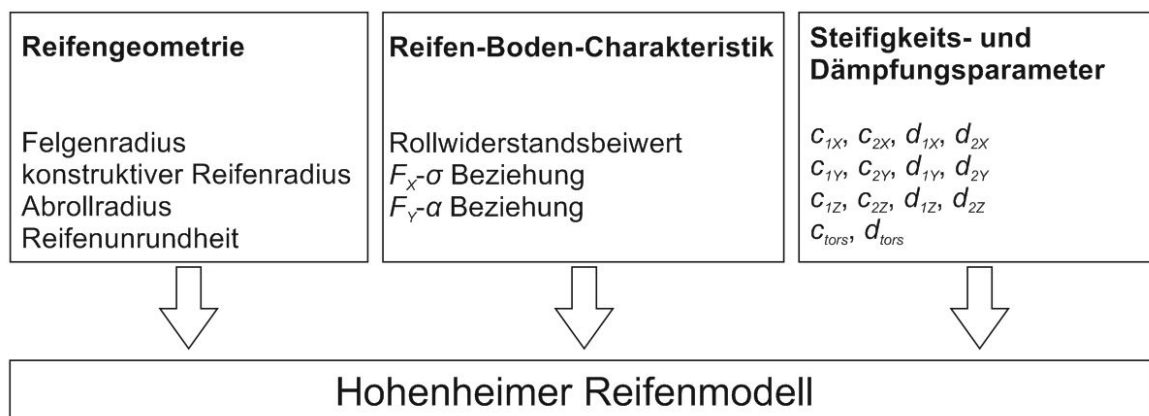 Reifengeometrie
Felgenradius
konstruktiver Reifenradius
Abrollradius
Reifenunrundheit
Reifen-Boden-Charakteristik
Rollwiderstandsbeiwert
F_X-σ Beziehung
F_Y-α Beziehung
Steifigkeits- und
Dämpfungsparameter
c_1X, c_2X, d_1X, d_2X
c_1Y, c_2Y, d_1Y, d_2Y
c_1Z, c_2Z, d_1Z, d_2Z
c_tors, d_tors
Hohenheimer Reifenmodell